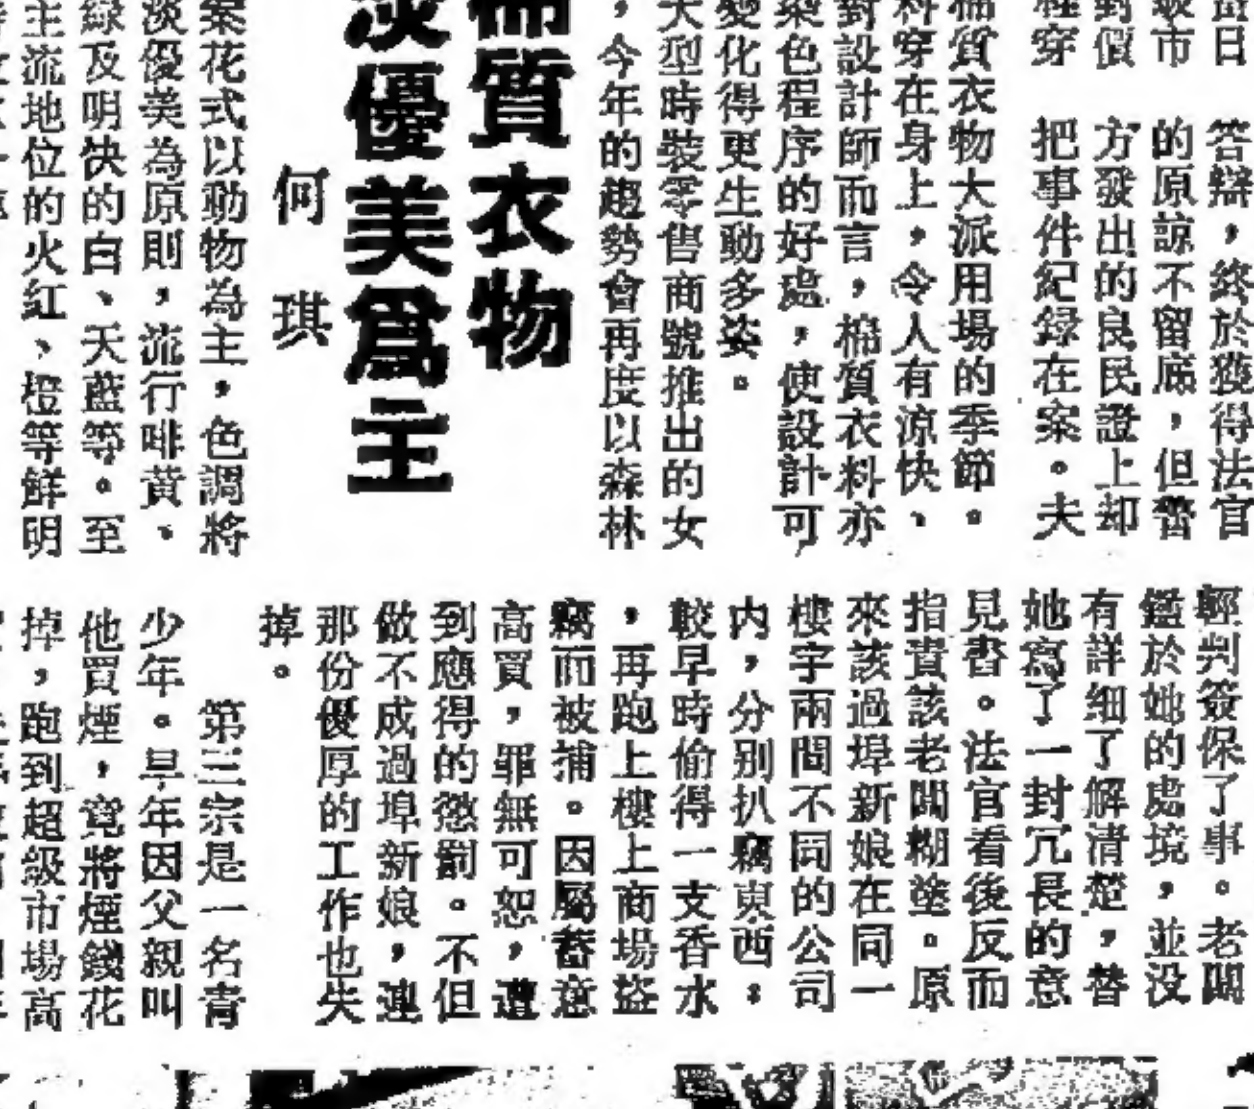 答辯，終於獲得法官
的原諒不留底，但警
方發出的良民證上却
把事件紀録在案。夫
棉質衣物大派用場的季節。
料穿在身上，令人有涼快、
對設計師而言，棉質衣料亦
染色程序的好處，使設計可
變化得更生動多姿。
大型時裝零售商號推出的女
，今年的趨勢會再度以森林
棉質衣物
淡優美爲主
何琪
案花式以動物為主，色調將
淡優美為原則，流行啡黃、
綠及明快的白、天藍等。至
主流地位的火紅、橙等鮮明
輕判簽保了事。老闆
鑑於她的處境，並没
有詳细了解清楚，替
她寫了一封冗長的意
見書。法官看後反而
指責該老闆糊塗。原
來該過埠新娘在同一
樓宇兩間不同的公司
内，分别扒竊東西，
較早時偷得一支香水
，再跑上樓上商場盜
竊而被捕。因屬蓄意
高買，罪無可恕，遭
到應得的懲罰。不但
做不成過埠新娘，連
那份優厚的工作也失
掉。
第三宗是一名青
少年。早年因父親叫
他買煙，竟將煙錢花
掉，跑到超級市場高